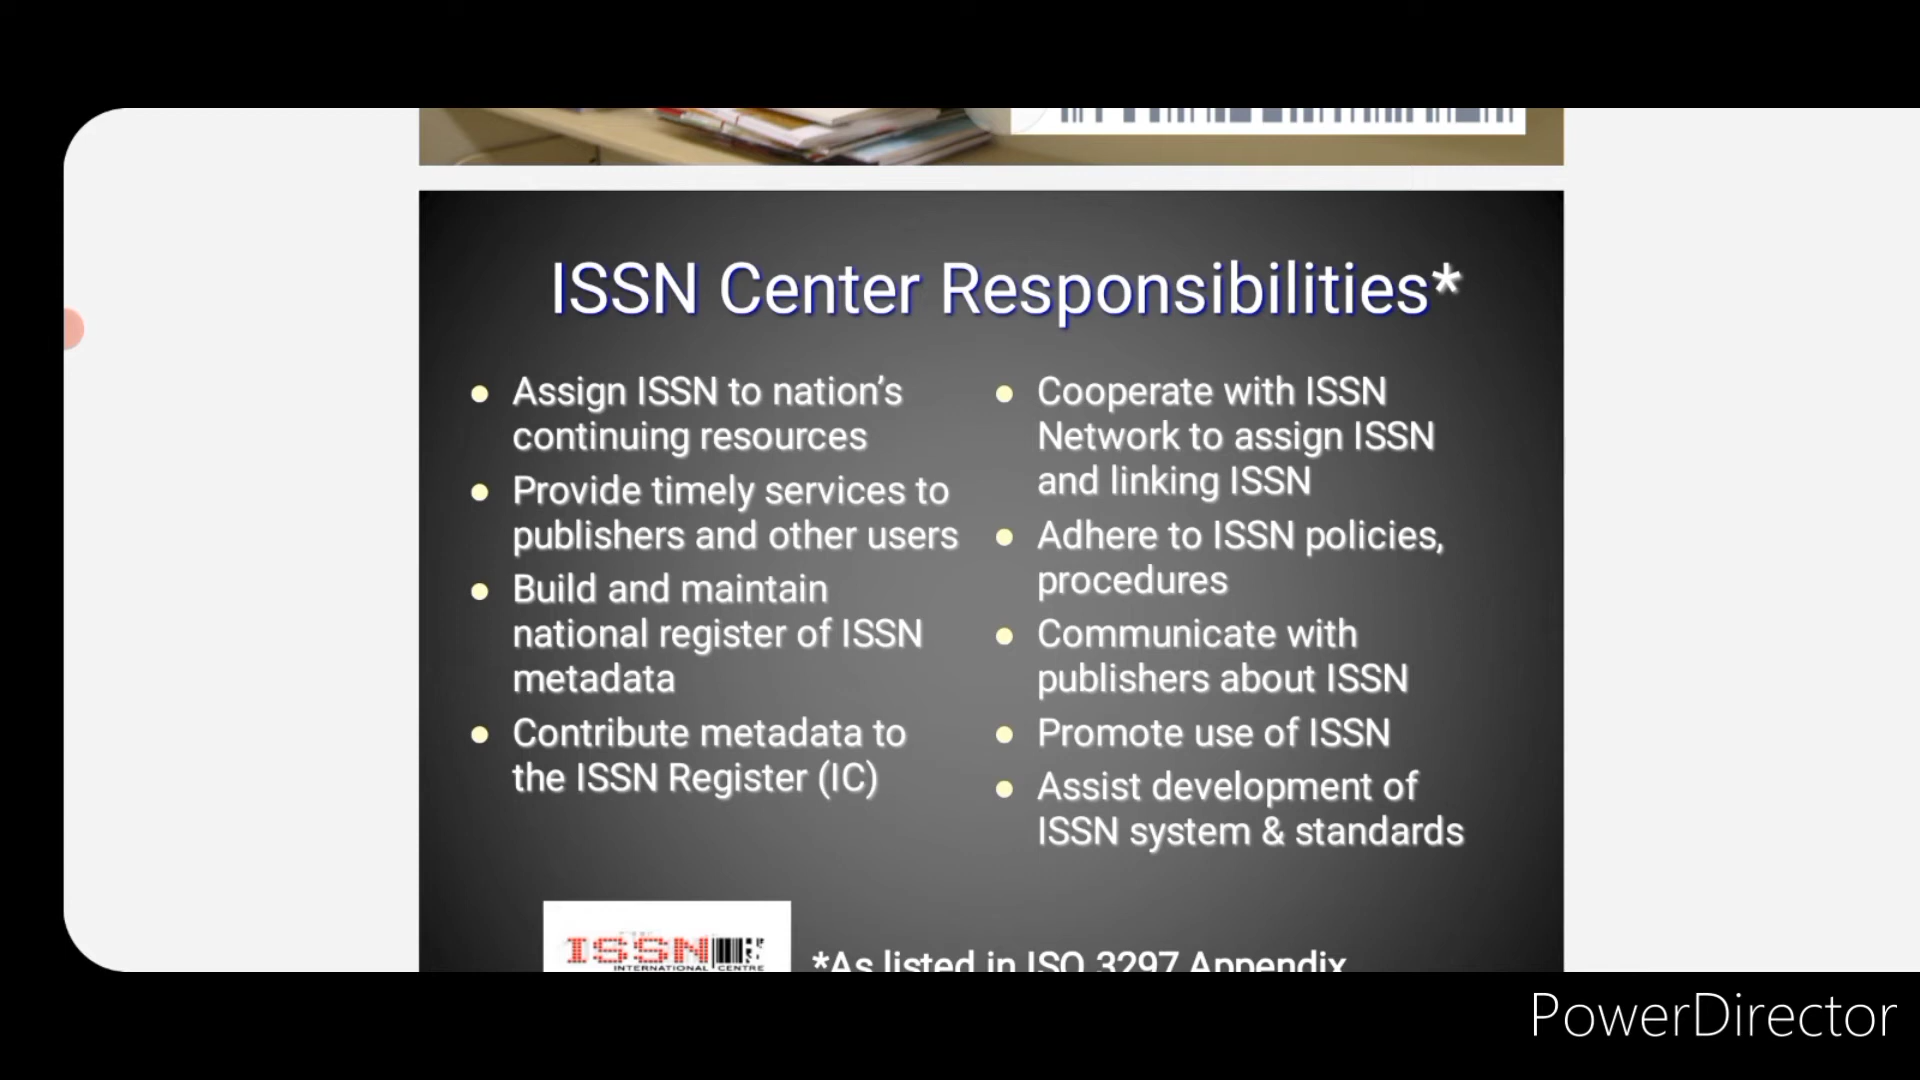 ISSN Center Responsibilities*
Assign ISSN to nation's
continuing resources
Provide timely services to
publishers and other users
Build and maintain
national register of ISSN
metadata
Contribute metadata to
the ISSN Register (IC)
Cooperate with ISSN
Network to assign ISSN
and linking ISSN
Adhere to ISSN policies,
procedures
Communicate with
publishers about ISSN
Promote use of ISSN
Assist development of
ISSN system & standards
ISSN
INTERNATIONAL CENTRE
*As listed in ISO 3297 Appendix
PowerDirector